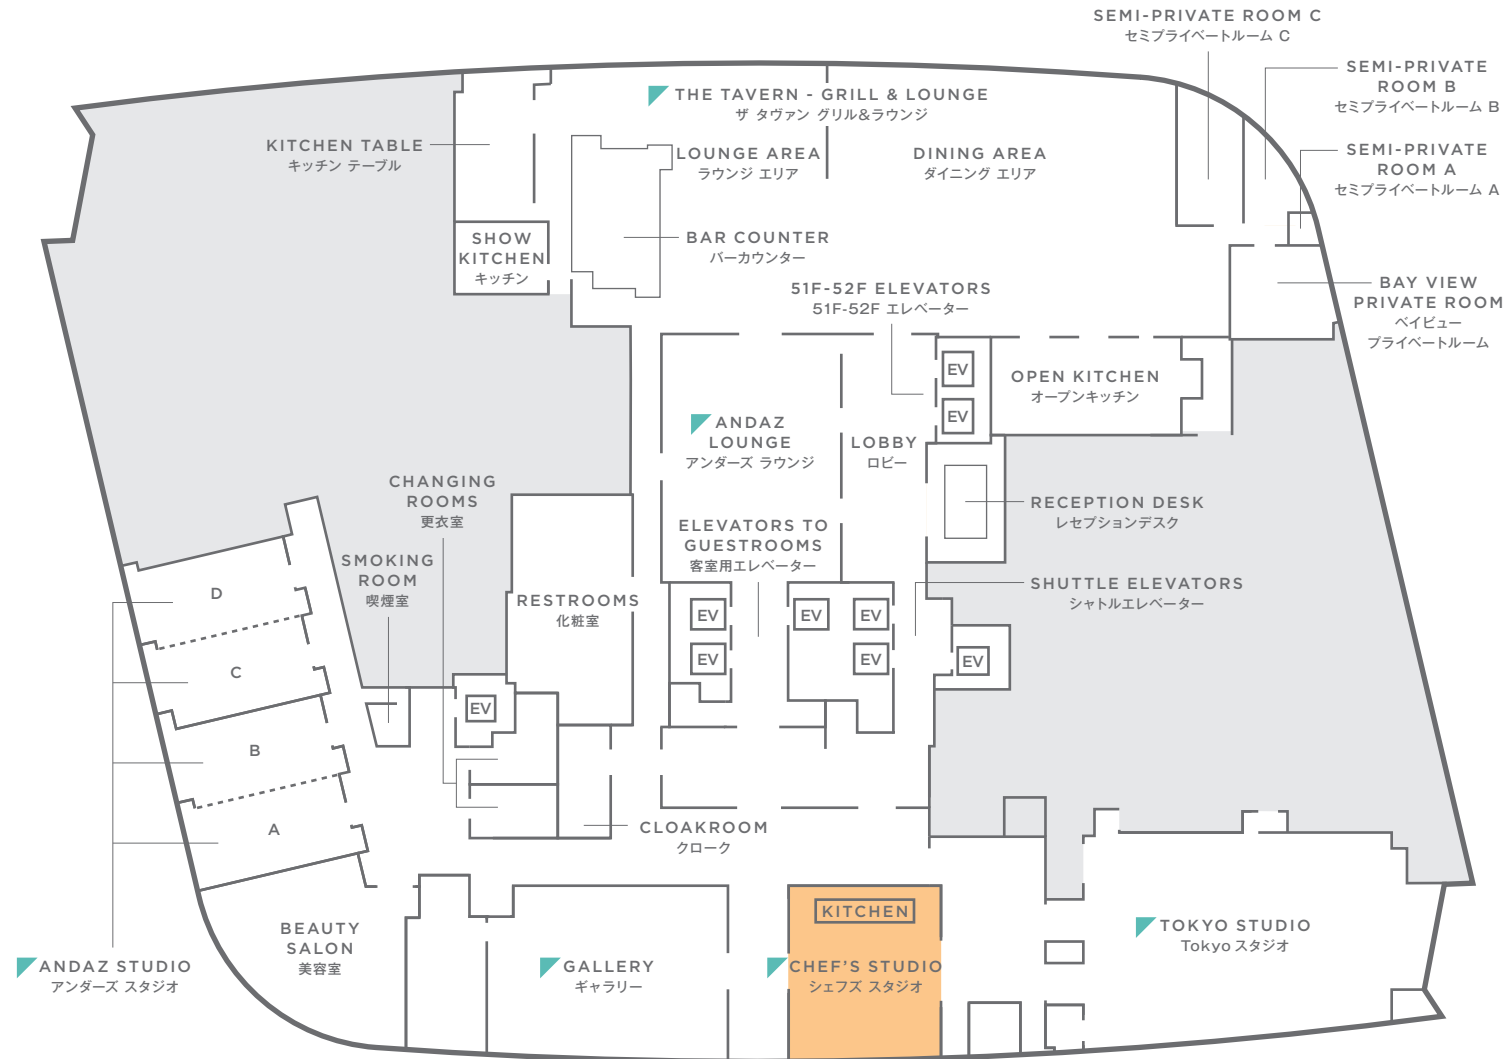 SEMI-PRIVATE ROOM C
セミプライベートルーム C
SEMI-PRIVATE
ROOM B
セミプライベートルーム B
THE TAVERN - GRILL & LOUNGE
ザ タヴァン グリル&ラウンジ
KITCHEN TABLE
キッチン テーブル
LOUNGE AREA
ラウンジ エリア
DINING AREA
ダイニング エリア
SEMI-PRIVATE
ROOM A
セミプライベートルーム A
SHOW
KITCHEN
キッチン
BAR COUNTER
バーカウンター
51F-52F ELEVATORS
51F-52F エレベーター
BAY VIEW
PRIVATE ROOM
ベイビュー
プライベートルーム
EV
EV
OPEN KITCHEN
オープンキッチン
ANDAZ
LOUNGE
アンダーズ ラウンジ
LOBBY
ロビー
CHANGING
ROOMS
更衣室
RECEPTION DESK
レセプションデスク
ELEVATORS TO
GUESTROOMS
客室用エレベーター
SMOKING
ROOM
喫煙室
SHUTTLE ELEVATORS
シャトルエレベーター
RESTROOMS
化粧室
D
EV
EV
EV
EV
EV
EV
C
EV
B
A
CLOAKROOM
クローク
KITCHEN
BEAUTY
SALON
美容室
TOKYO STUDIO
Tokyo スタジオ
ANDAZ STUDIO
アンダーズ スタジオ
GALLERY
ギャラリー
CHEF'S STUDIO
シェフズ スタジオ